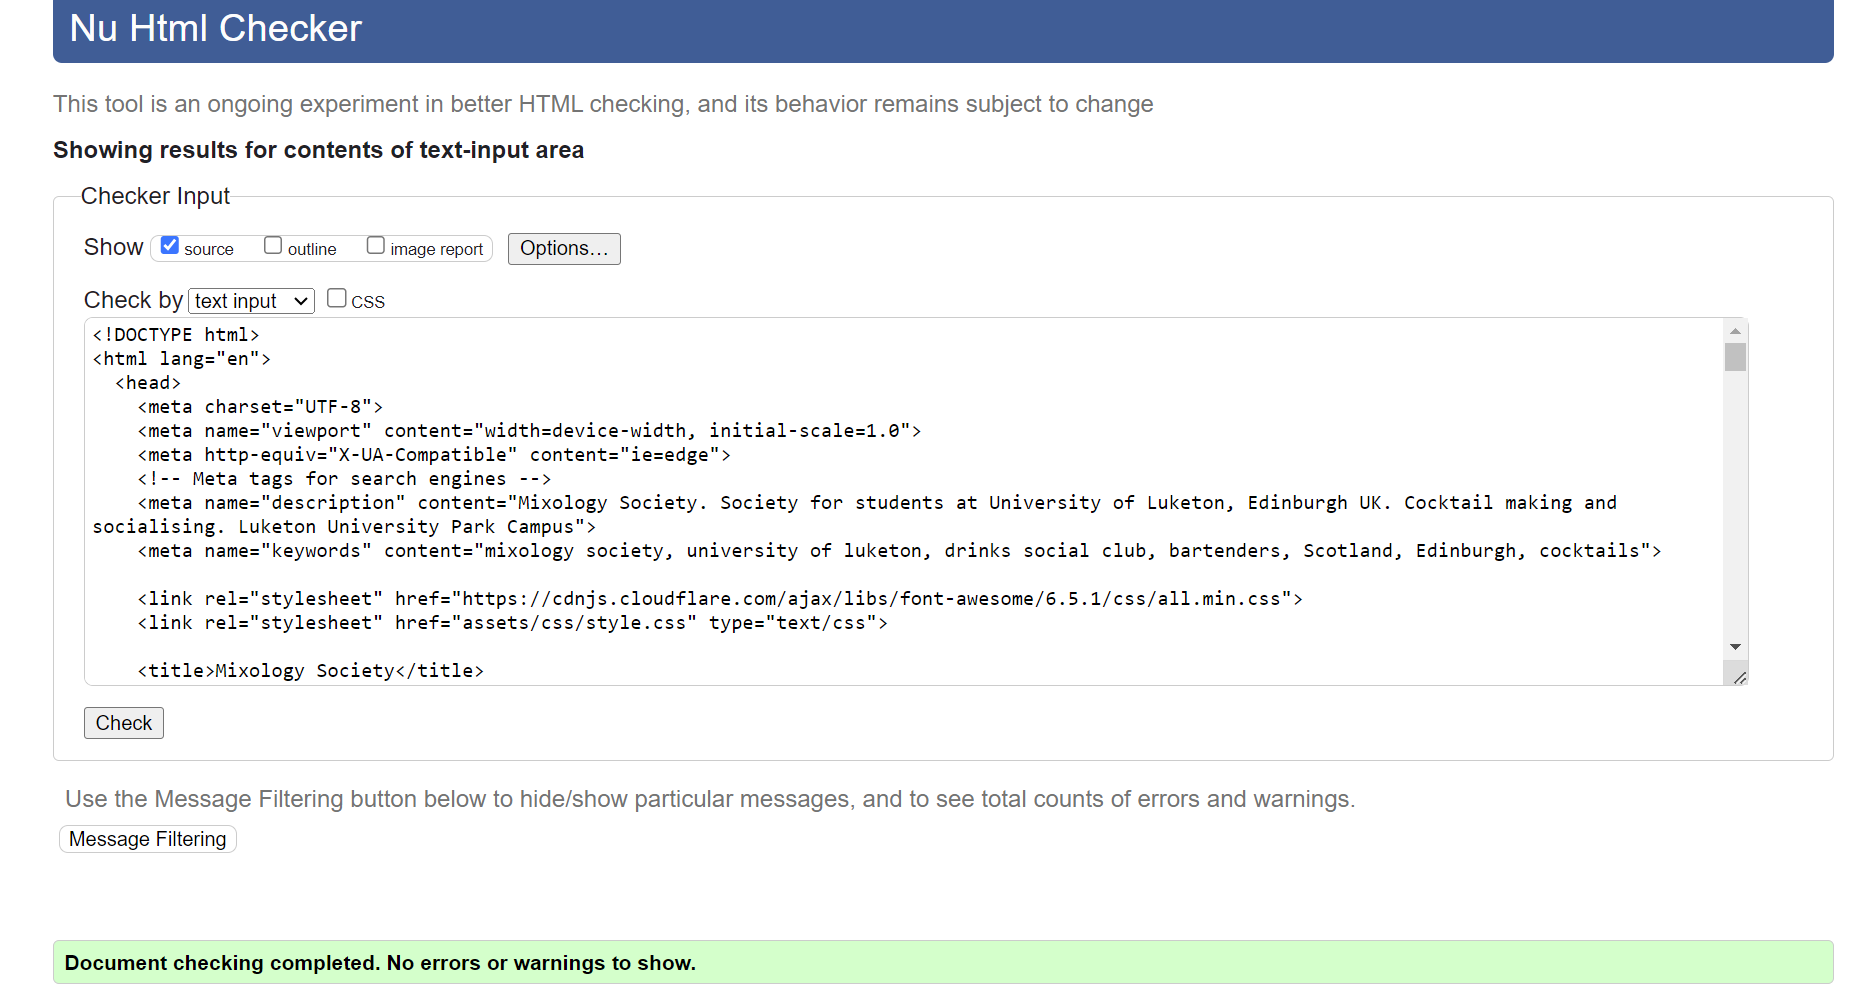 Nu Html Checker
This tool is an ongoing experiment in better HTML checking, and its behavior remains subject to change
Showing results for contents of text-input area
Checker Input
Show source outline image report Options...
Check by text input CSS
<!DOCTYPE html>
<html lang="en">
  <head>
    <meta charset="UTF-8">
    <meta name="viewport" content="width=device-width, initial-scale=1.0">
    <meta http-equiv="X-UA-Compatible" content="ie=edge">
    <!-- Meta tags for search engines -->
    <meta name="description" content="Mixology Society. Society for students at University of Luketon, Edinburgh UK. Cocktail making and
socialising. Luketon University Park Campus">
    <meta name="keywords" content="mixology society, university of luketon, drinks social club, bartenders, Scotland, Edinburgh, cocktails">
    <link rel="stylesheet" href="https://cdnjs.cloudflare.com/ajax/libs/font-awesome/6.5.1/css/all.min.css">
    <link rel="stylesheet" href="assets/css/style.css" type="text/css">
    <title>Mixology Society</title>
Check
Use the Message Filtering button below to hide/show particular messages, and to see total counts of errors and warnings.
Message Filtering
Document checking completed. No errors or warnings to show.